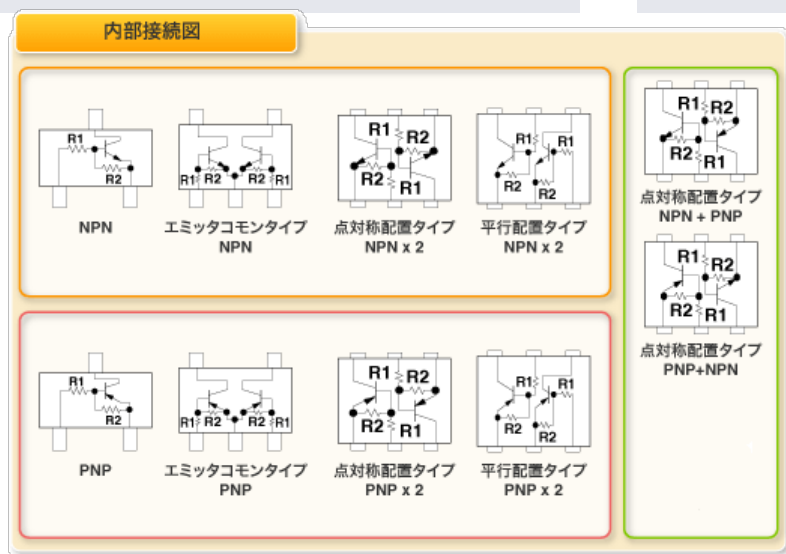 内部接続図
R1
R2
NPN
R1 R2 R2 R1
エミッタコモンタイプ
NPN
R1 R2
R2 R1
点対称配置タイプ
NPN x 2
R1 R1
R2
R2
平行配置タイプ
NPN x 2
R1
R2
PNP
R1 R2 R2 R1
エミッタコモンタイプ
PNP
R1 R2
R2 R1
点対称配置タイプ
PNP x 2
R1 R1
R2
R2
平行配置タイプ
PNP x 2
R1 R2
R2 R1
点対称配置タイプ
NPN + PNP
R1 R2
R2 R1
点対称配置タイプ
PNP+NPN